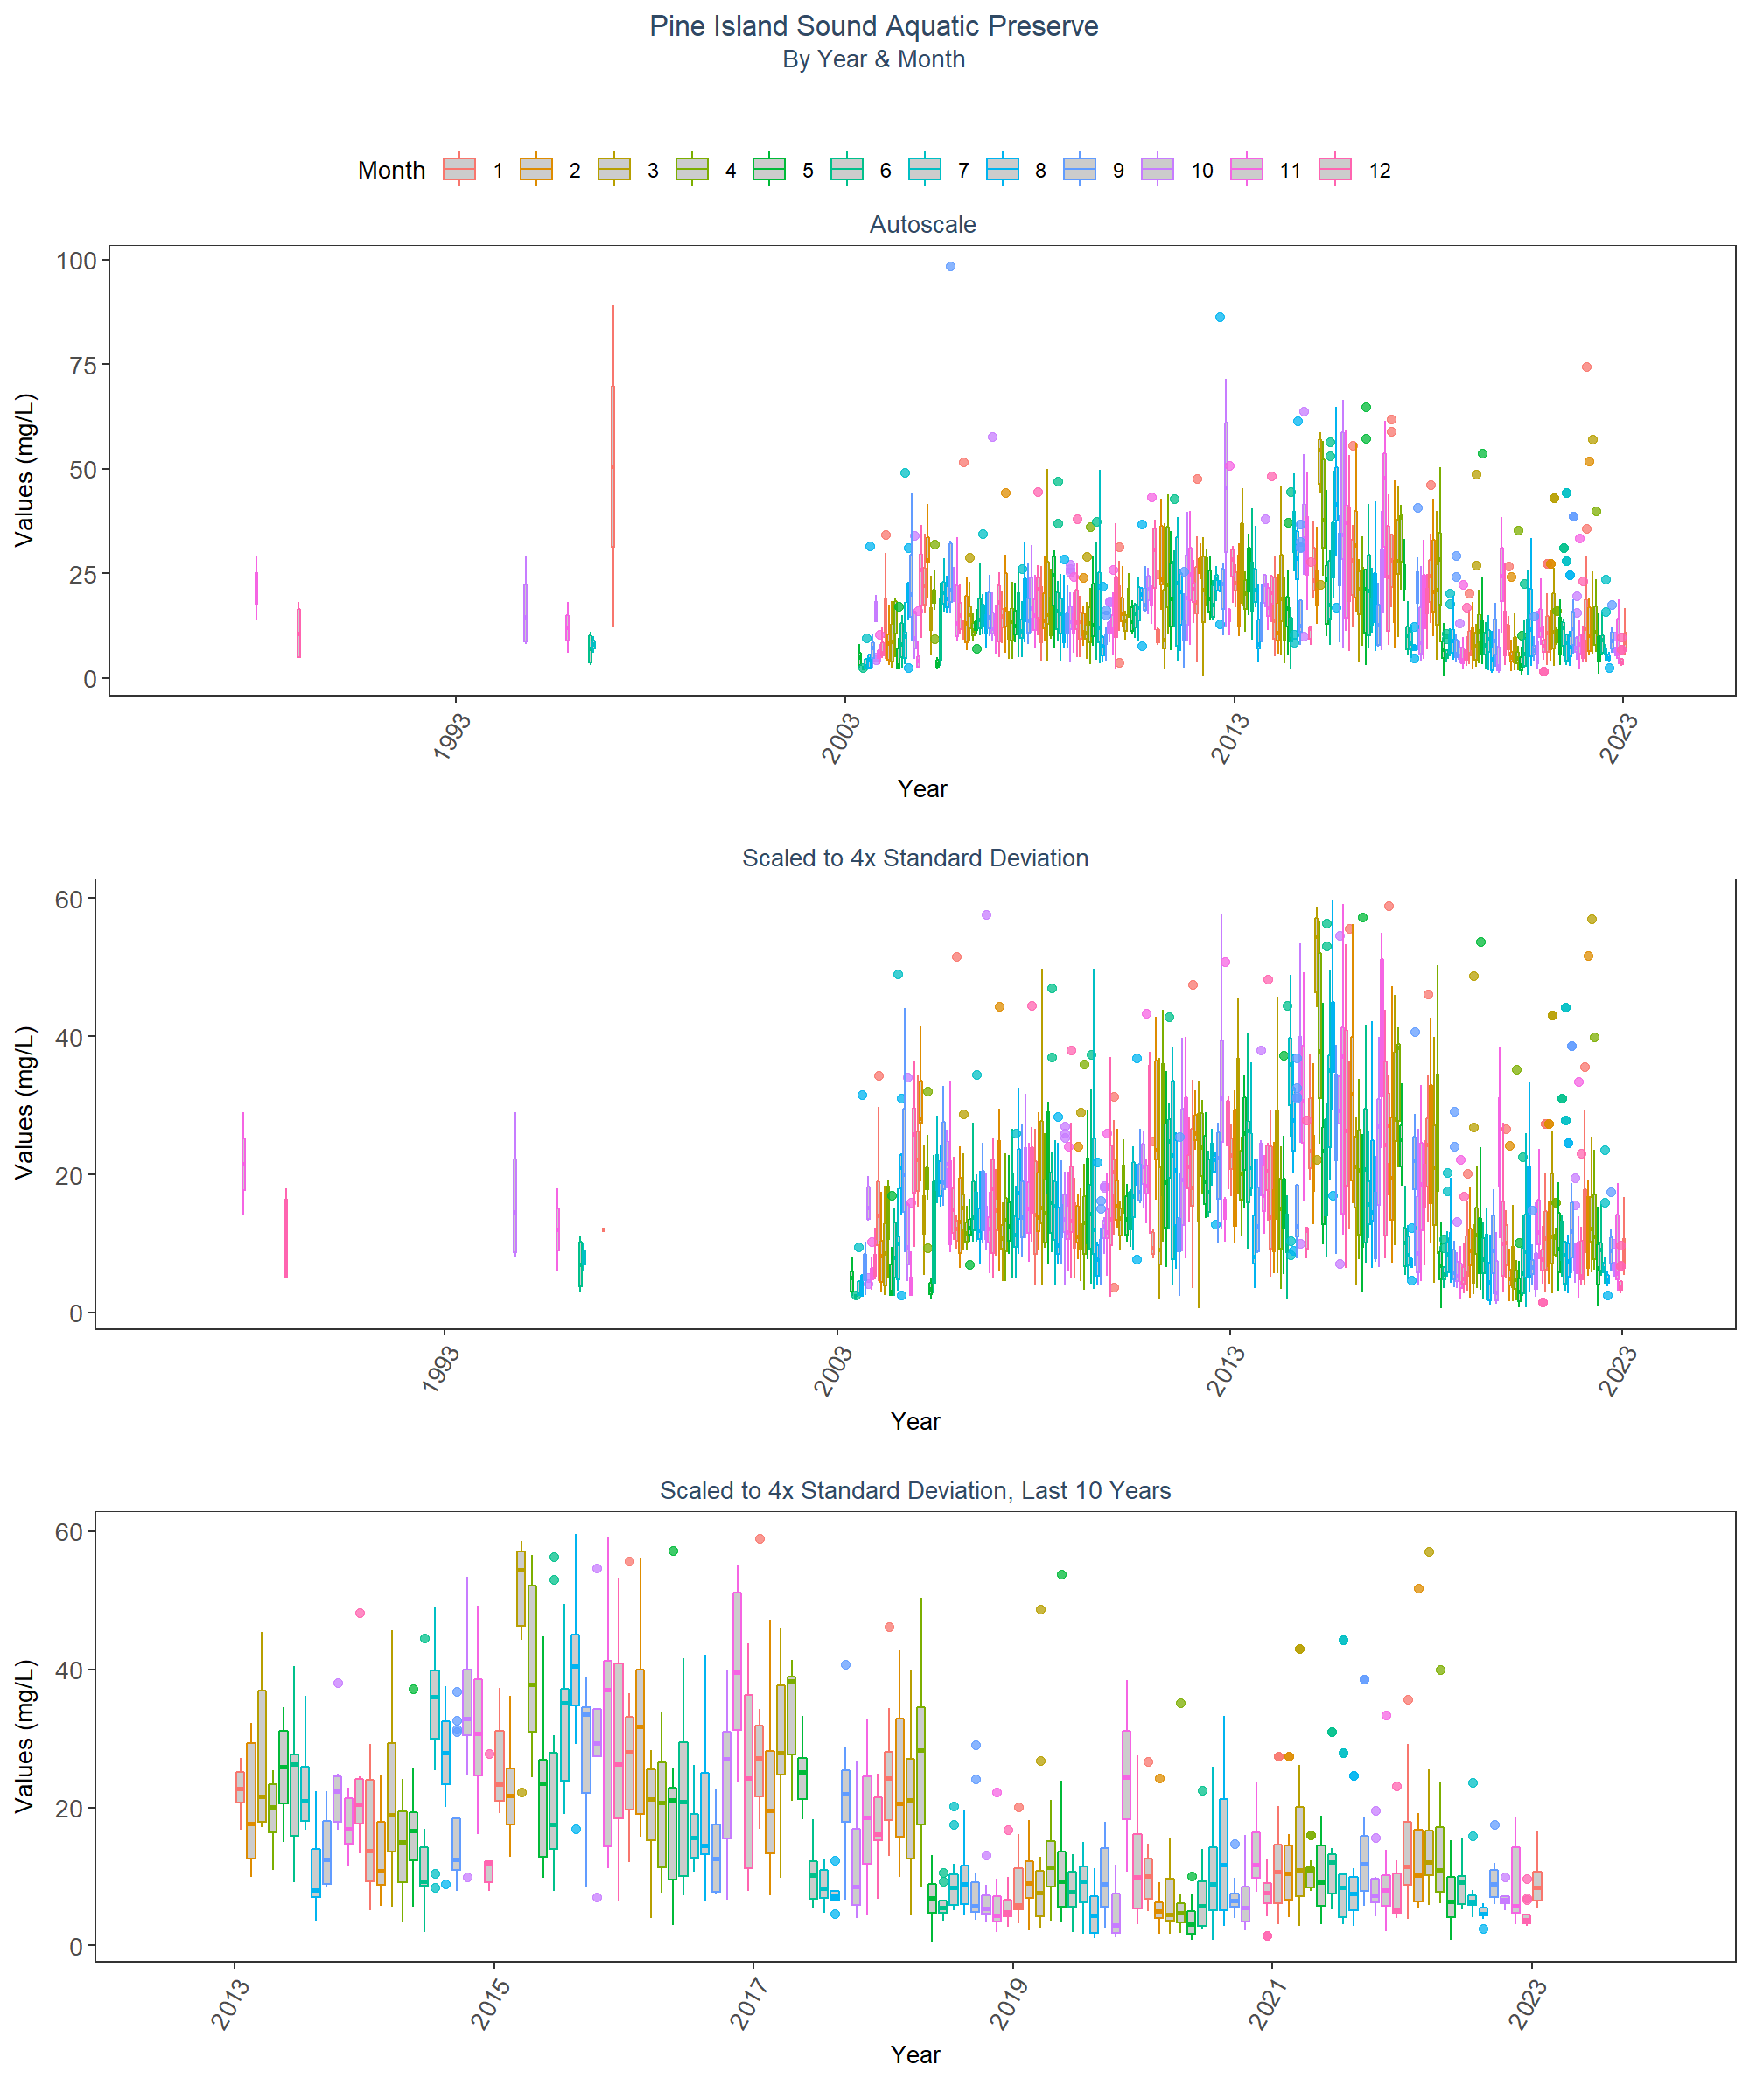 Pine Island Sound Aquatic Preserve
By Year & Month
Month 1 2 3 4 5 6 7 8 9 10 11 12
Autoscale
Values (mg/L)
100
75
50
25
0
1993 2003 2013 2023
Year
Scaled to 4x Standard Deviation
Values (mg/L)
60
40
20
0
1993 2003 2013 2023
Year
Scaled to 4x Standard Deviation, Last 10 Years
Values (mg/L)
60
40
20
0
2013 2015 2017 2019 2021 2023
Year